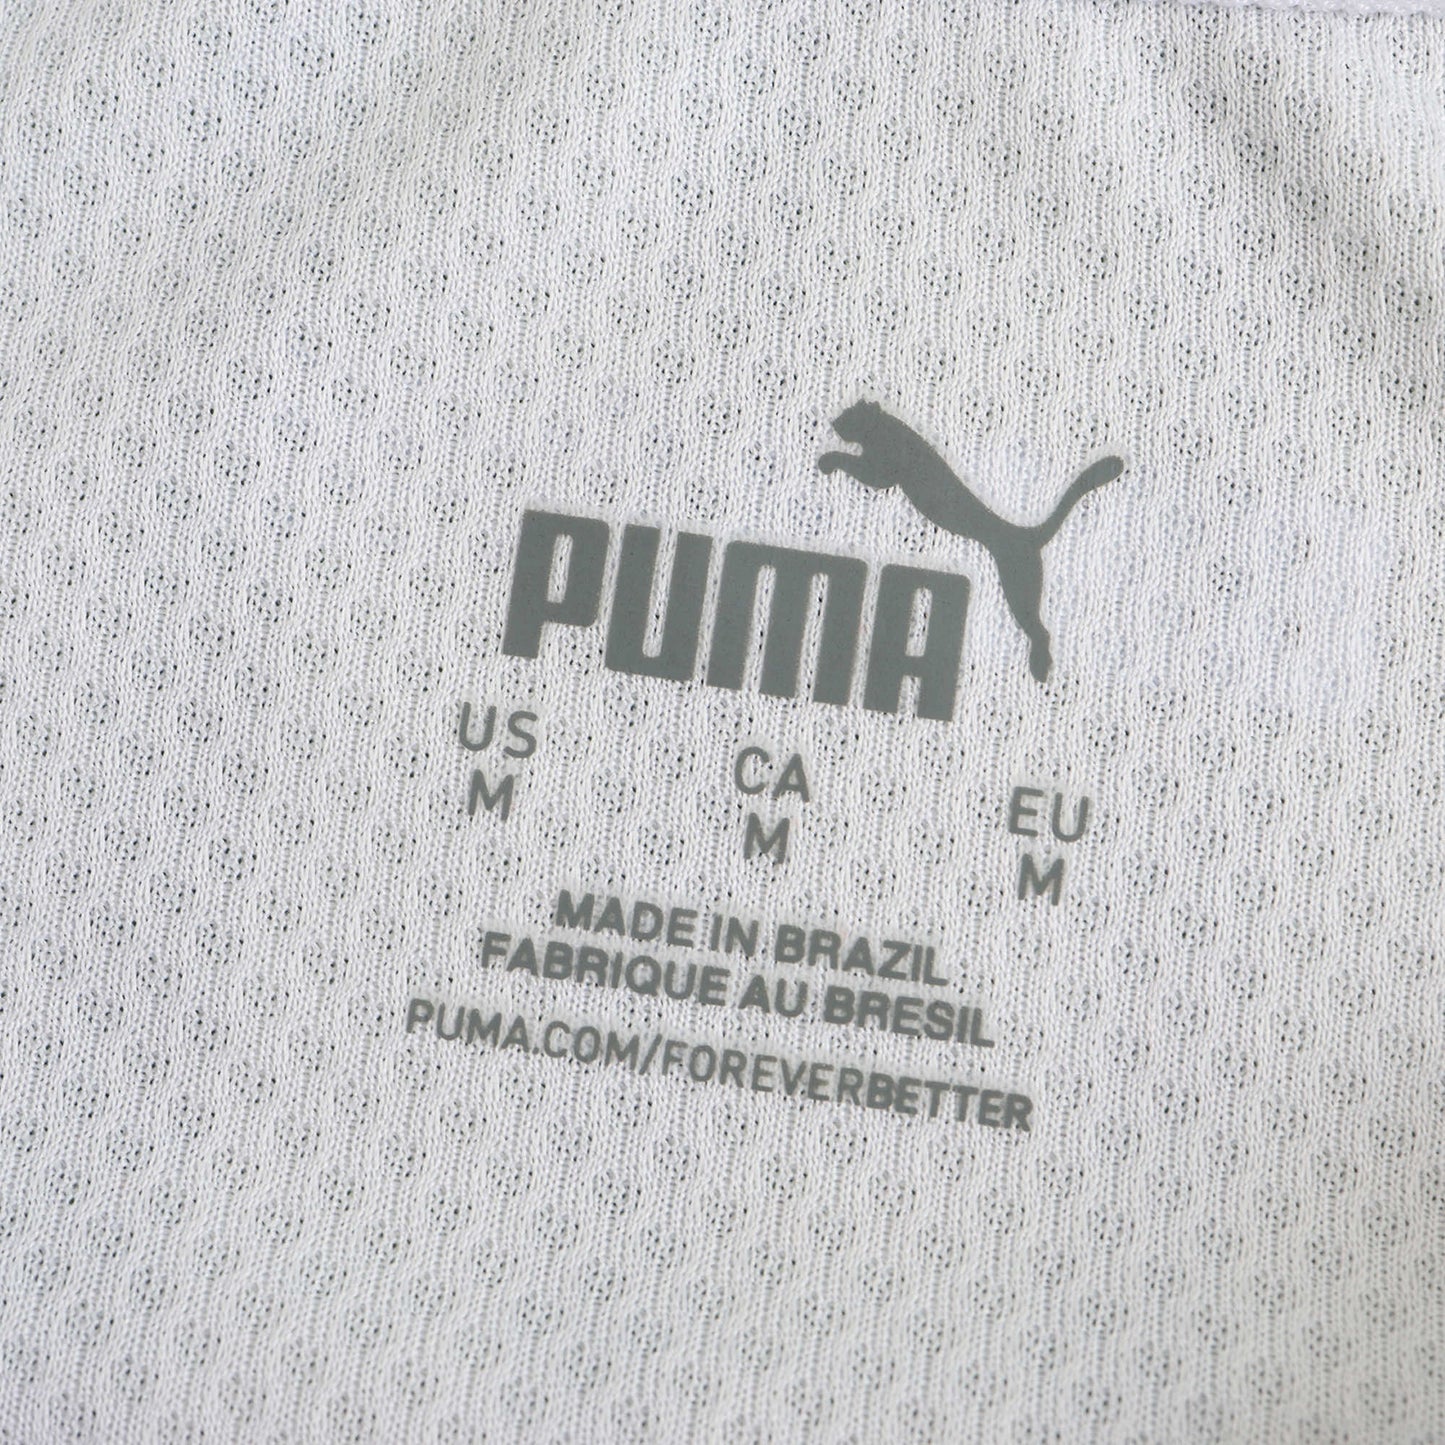 PUMA
US CA EU
M M M
MADE IN BRAZIL
FABRIQUE AU BRESIL
PUMA.COM/FOREVERBETTER